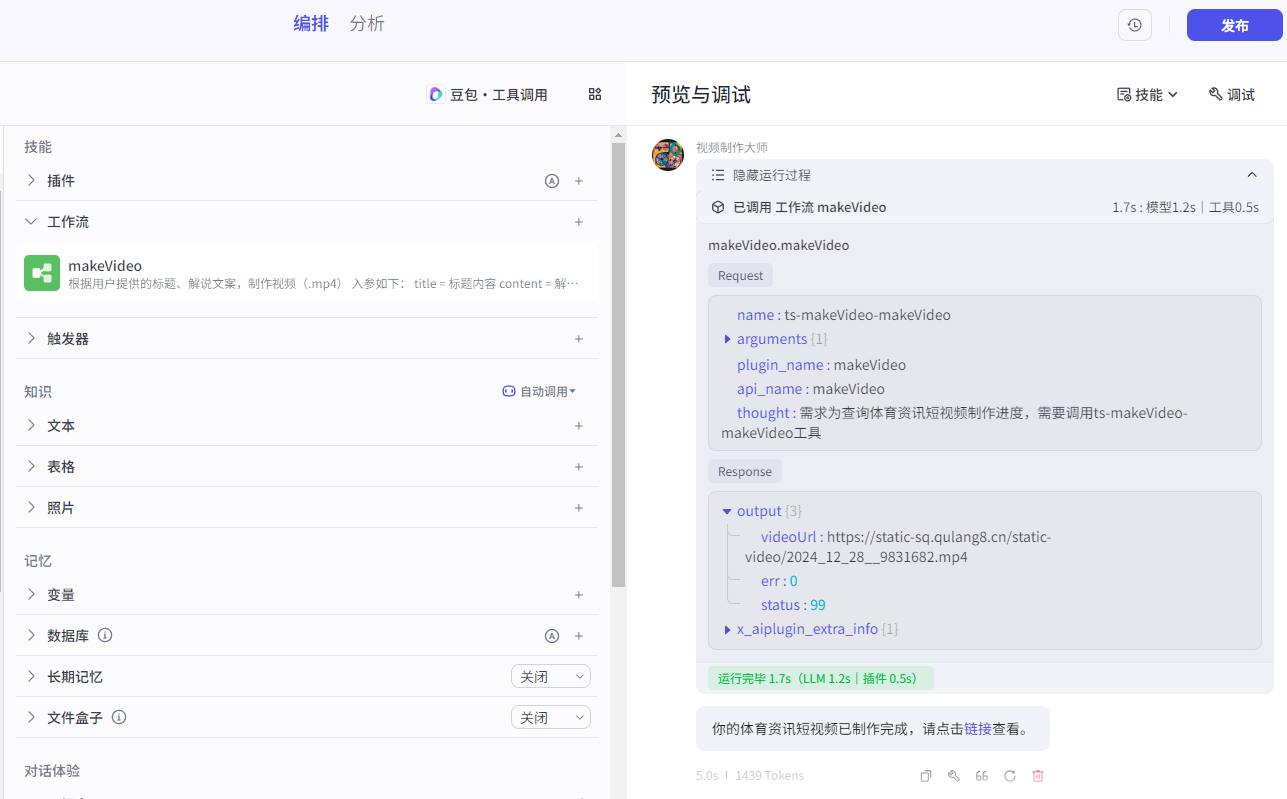 编排 分析
发布
豆包・工具调用
技能
插件
工作流
makeVideo
根据用户提供的标题、解说文案，制作视频（.mp4） 入参如下： title = 标题内容 content = 解…
触发器
知识
自动调用
文本
表格
照片
记忆
变量
数据库
长期记忆
关闭
文件盒子
关闭
对话体验
预览与调试
技能
调试
视频制作大师
隐藏运行过程
已调用 工作流 makeVideo
1.7s : 模型1.2s｜工具0.5s
makeVideo.makeVideo
Request
name : ts-makeVideo-makeVideo
arguments {1}
plugin_name : makeVideo
api_name : makeVideo
thought : 需求为查询体育资讯短视频制作进度，需要调用ts-makeVideo-
makeVideo工具
Response
output {3}
videoUrl : https://static-sq.qulang8.cn/static-
video/2024_12_28__9831682.mp4
err : 0
status : 99
x_aiplugin_extra_info {1}
运行完毕 1.7s（LLM 1.2s｜插件 0.5s）
你的体育资讯短视频已制作完成，请点击链接查看。
5.0s | 1439 Tokens